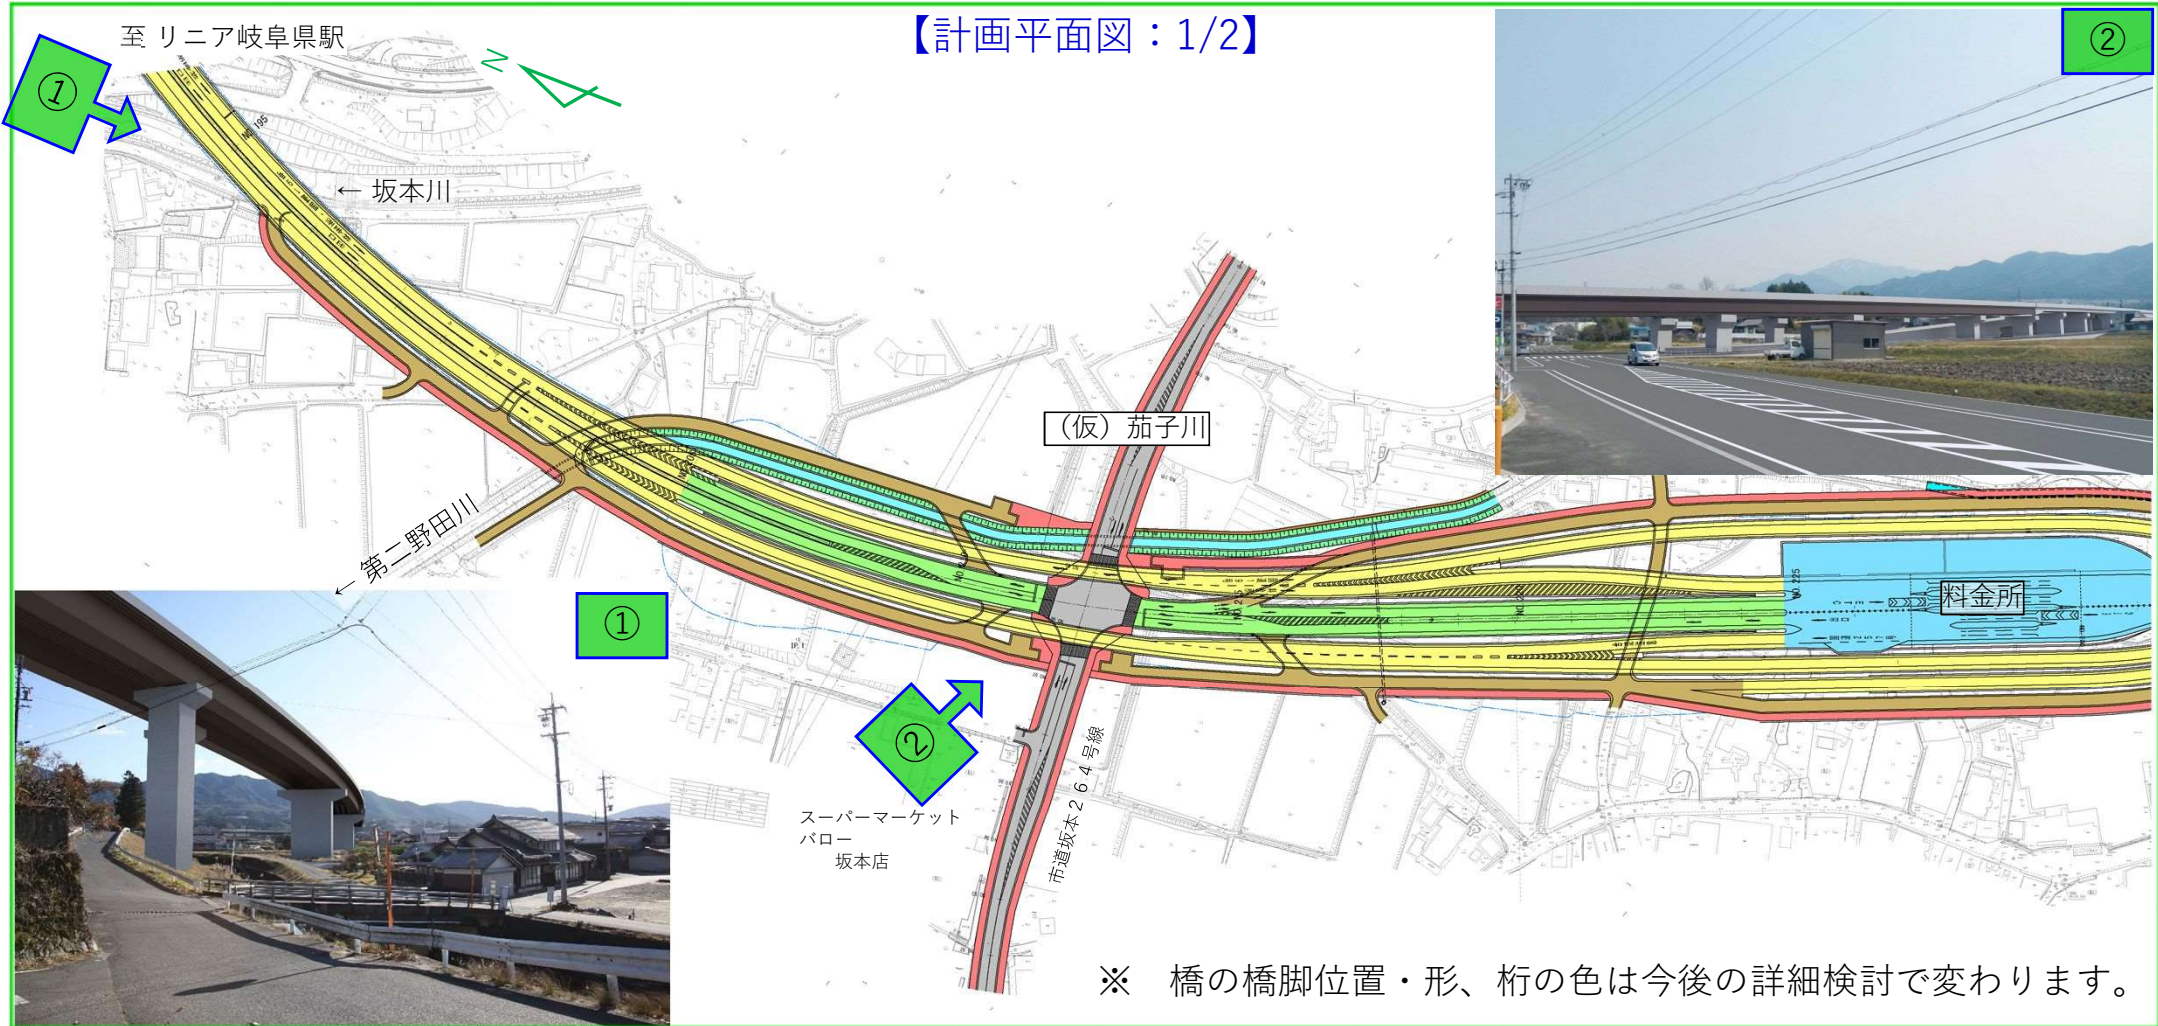 【計画平面図：1/2】
至 リニア岐阜県駅
①
②
N
NO.195
← 坂本川
（仮）茄子川
← 第二野田川
①
NO.225
料金所
②
スーパーマーケット
バロー
坂本店
市道坂本２６４号線
※　橋の橋脚位置・形、桁の色は今後の詳細検討で変わります。